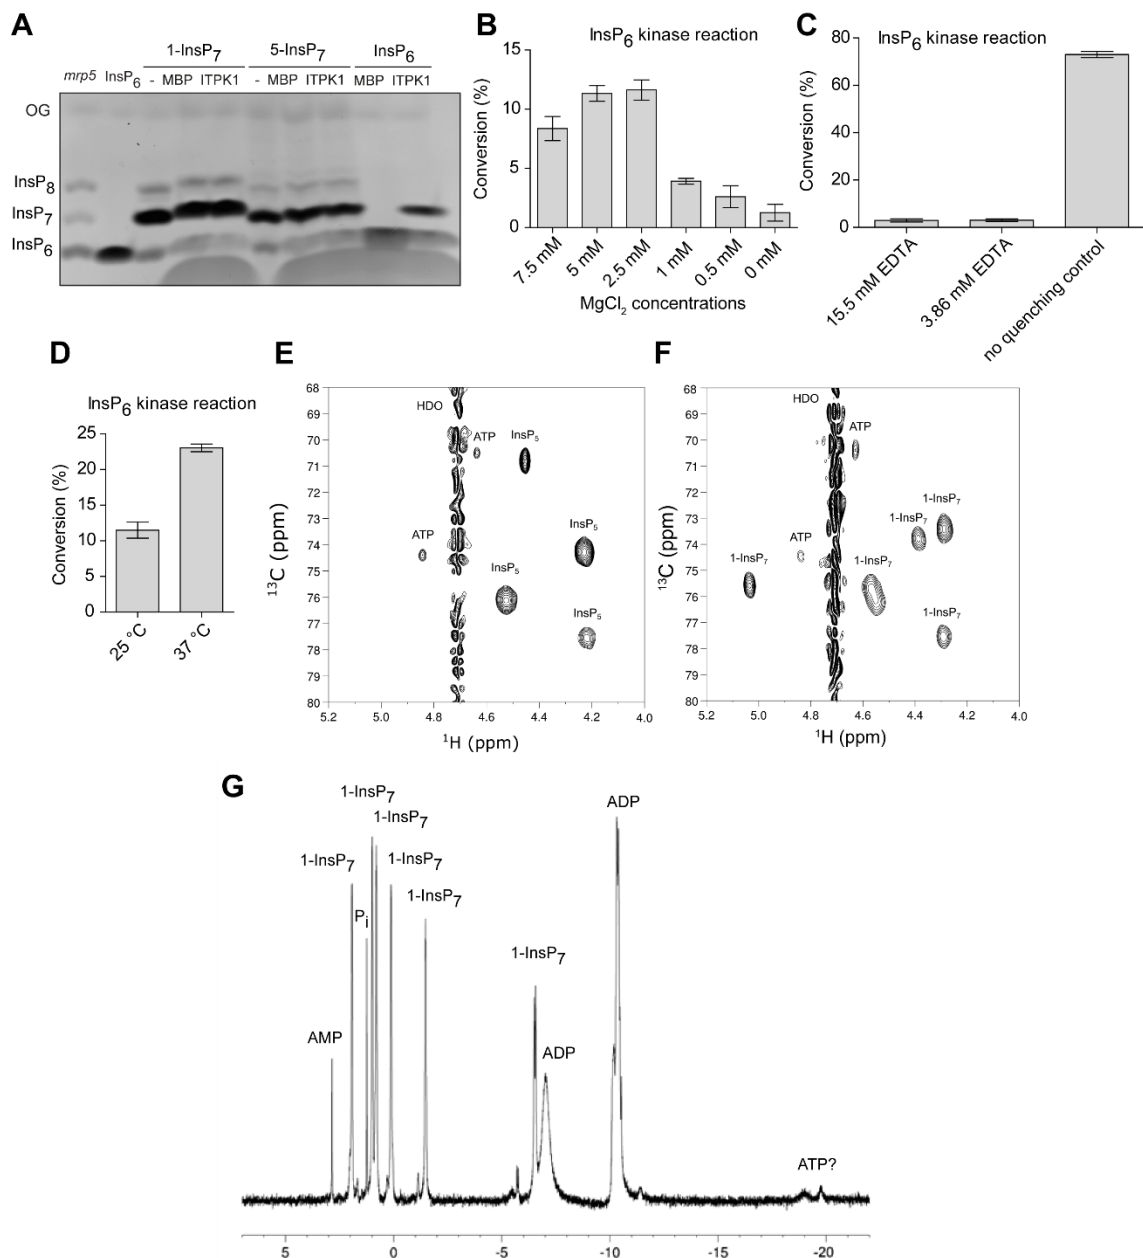 A
1-InsP7 5-InsP7 InsP6
mrp5 InsP6 - MBP ITPK1 - MBP ITPK1 MBP ITPK1
OG
InsP8
InsP7
InsP6
B
InsP6 kinase reaction
Conversion (%)
15
10
5
0
7.5 mM 5 mM 2.5 mM 1 mM 0.5 mM 0 mM
MgCl2 concentrations
C
InsP6 kinase reaction
Conversion (%)
80
60
40
20
0
15.5 mM EDTA 3.86 mM EDTA no quenching control
D
InsP6 kinase reaction
Conversion (%)
25
20
15
10
5
0
25 °C 37 °C
E
13C (ppm)
68
69
70
71
72
73
74
75
76
77
78
79
80
HDO
ATP
InsP5
InsP5
ATP
InsP5
InsP5
5.2 5.0 4.8 4.6 4.4 4.2 4.0
1H (ppm)
F
13C (ppm)
68
69
70
71
72
73
74
75
76
77
78
79
80
HDO
ATP
1-InsP7
1-InsP7
ATP
1-InsP7
1-InsP7
1-InsP7
5.2 5.0 4.8 4.6 4.4 4.2 4.0
1H (ppm)
G
1-InsP7
1-InsP7
ADP
1-InsP7 1-InsP7
1-InsP7
Pi
1-InsP7
AMP
ADP
ATP?
5 0 -5 -10 -15 -20